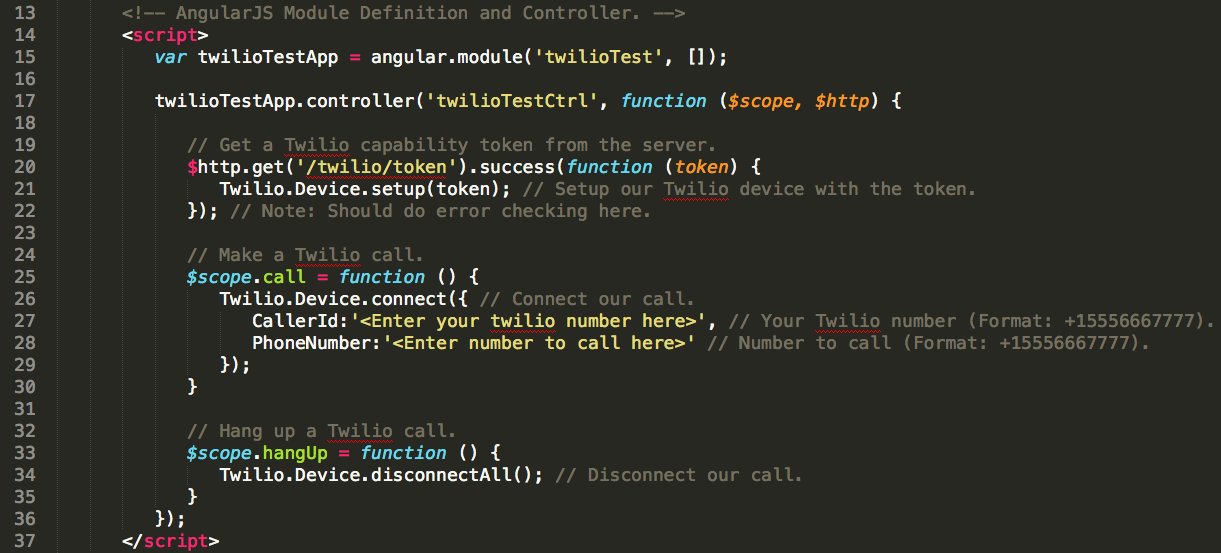 13 <!-- AngularJS Module Definition and Controller. -->
14 <script>
15 var twilioTestApp = angular.module('twilioTest', []);
16
17 twilioTestApp.controller('twilioTestCtrl', function ($scope, $http) {
18
19 // Get a Twilio capability token from the server.
20 $http.get('/twilio/token').success(function (token) {
21 Twilio.Device.setup(token); // Setup our Twilio device with the token.
22 }); // Note: Should do error checking here.
23
24 // Make a Twilio call.
25 $scope.call = function () {
26 Twilio.Device.connect({ // Connect our call.
27 CallerId:'<Enter your twilio number here>', // Your Twilio number (Format: +15556667777).
28 PhoneNumber:'<Enter number to call here>' // Number to call (Format: +15556667777).
29 });
30 }
31
32 // Hang up a Twilio call.
33 $scope.hangUp = function () {
34 Twilio.Device.disconnectAll(); // Disconnect our call.
35 }
36 });
37 </script>